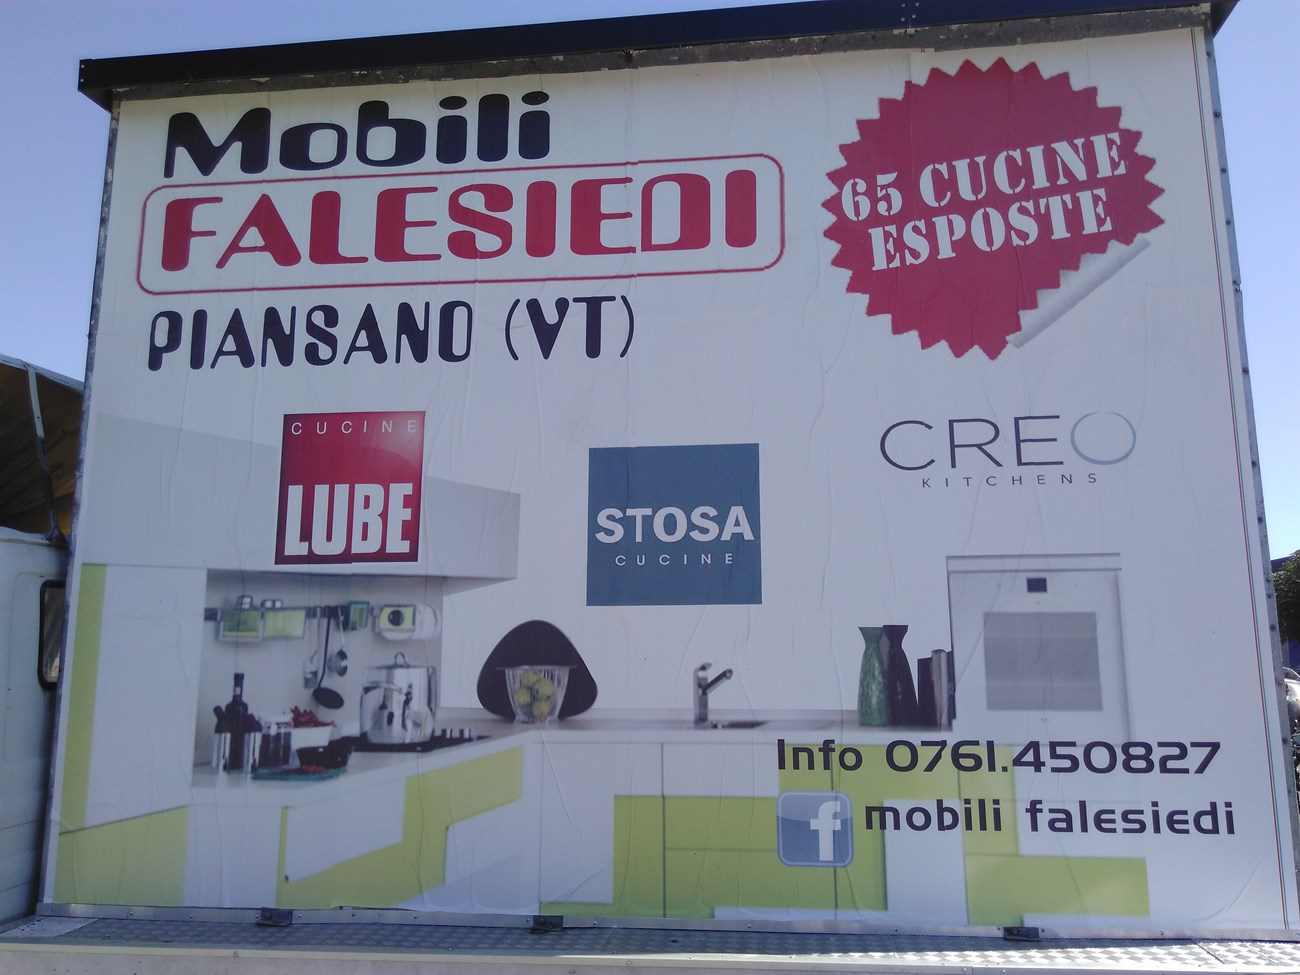 Mobili
FALESIEDI
PIANSANO (VT)
65 CUCINE
ESPOSTE
CUCINE
LUBE
STOSA
CUCINE
CREO
KITCHENS
Info 0761.450827
f mobili falesiedi